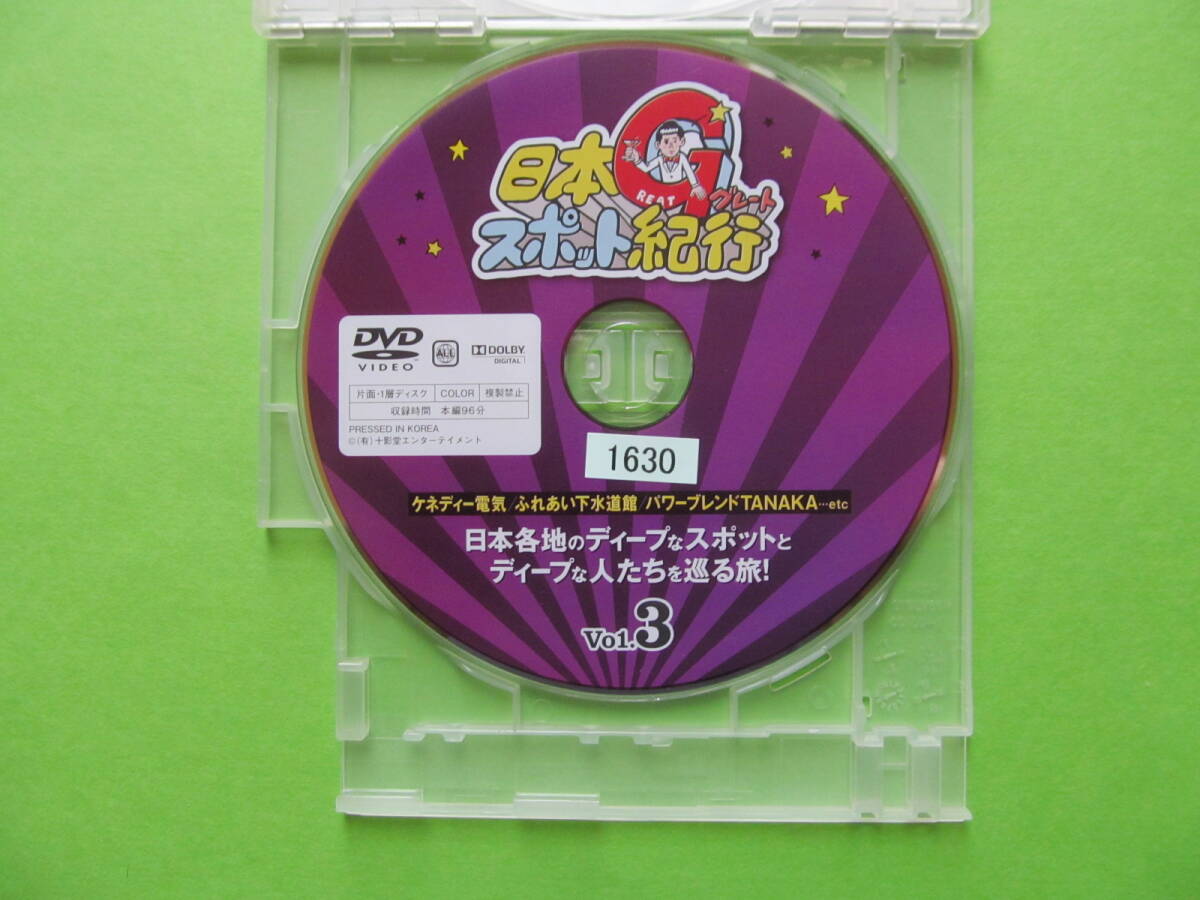 日本G
REAT
グレート
スポット紀行
DVD
VIDEO
ALL
DOLBY
DIGITAL
片面・1層ディスク COLOR 複製禁止
収録時間 本編96分
PRESSED IN KOREA
©(有)十影堂エンターテイメント
1630
ケネディー電気/ふれあい下水道館/パワーブレンドTANAKA…etc
日本各地のディープなスポットと
ディープな人たちを巡る旅!
Vol.3